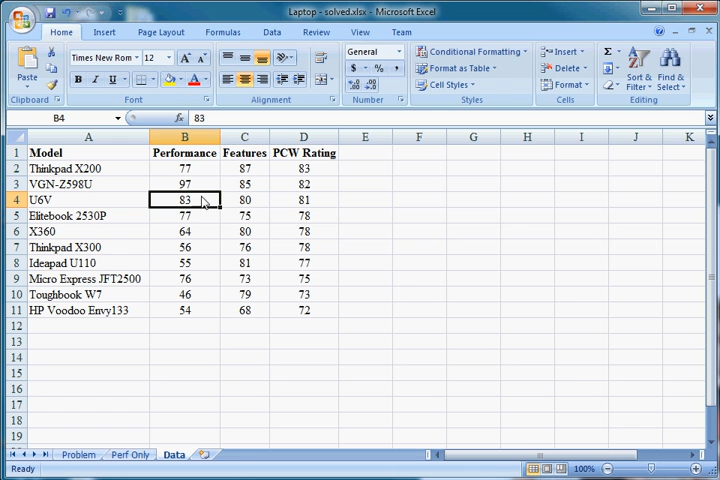 Laptop - solved.xlsx - Microsoft Excel
Home Insert Page Layout Formulas Data Review View Team
Times New Rom 12 A A General Conditional Formatting Insert Σ
Paste B I U A $ % , Format as Table Delete Sort & Find &
.0 .00 .00 .0 Cell Styles Format Filter Select
Clipboard Font Alignment Number Styles Cells Editing
B4 fx 83
A B C D E F G H I J K
1 Model Performance Features PCW Rating
2 Thinkpad X200 77 87 83
3 VGN-Z598U 97 85 82
4 U6V 83 80 81
5 Elitebook 2530P 77 75 78
6 X360 64 80 78
7 Thinkpad X300 56 76 78
8 Ideapad U110 55 81 77
9 Micro Express JFT2500 76 73 75
10 Toughbook W7 46 79 73
11 HP Voodoo Envy133 54 68 72
12
13
14
15
16
17
18
19
Problem Perf Only Data
Ready 100%